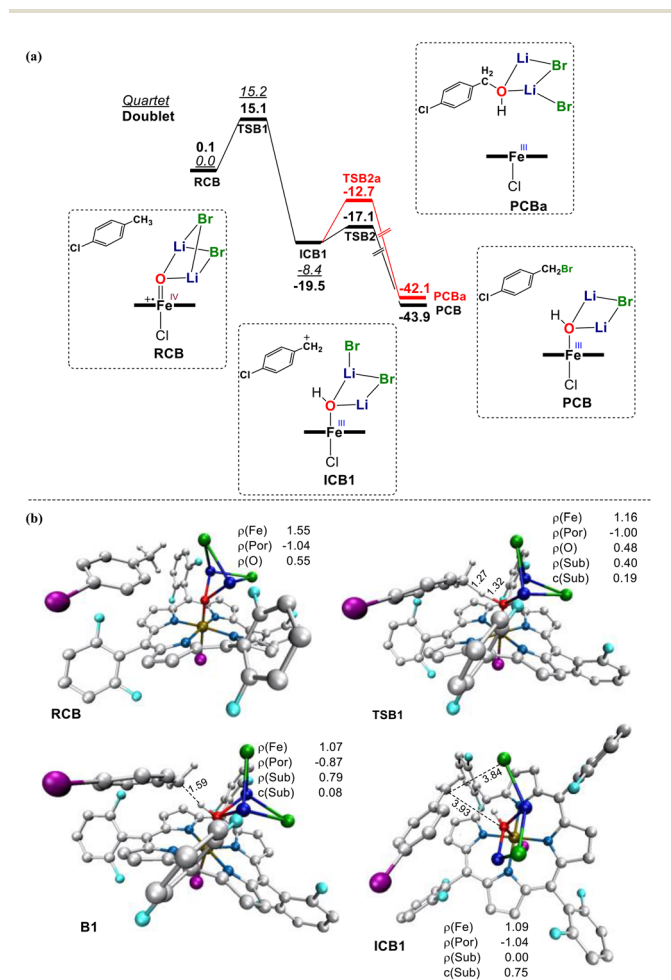 (a)
Quartet
Doublet
15.2
15.1
TSB1
0.1
0.0
RCB
TSB2a
-12.7
-17.1
TSB2
ICB1
-8.4
-19.5
-42.1
PCBa
PCB
-43.9
H2
C
Cl
O
H
Li
Br
Li
Br
Fe III
Cl
PCBa
CH3
Cl
Br
Li
Br
Li
O
+•
Fe IV
Cl
RCB
+
CH2
Cl
Br
Li
Br
H
O
Li
Fe III
Cl
ICB1
CH2Br
Cl
Li
H
O
Br
Li
Fe III
Cl
PCB
(b)
ρ(Fe) 1.55
ρ(Por) -1.04
ρ(O) 0.55
RCB
ρ(Fe) 1.16
ρ(Por) -1.00
ρ(O) 0.48
ρ(Sub) 0.40
c(Sub) 0.19
1.27
1.32
TSB1
ρ(Fe) 1.07
ρ(Por) -0.87
ρ(Sub) 0.79
c(Sub) 0.08
1.59
B1
3.84
3.93
ρ(Fe) 1.09
ρ(Por) -1.04
ρ(Sub) 0.00
c(Sub) 0.75
ICB1